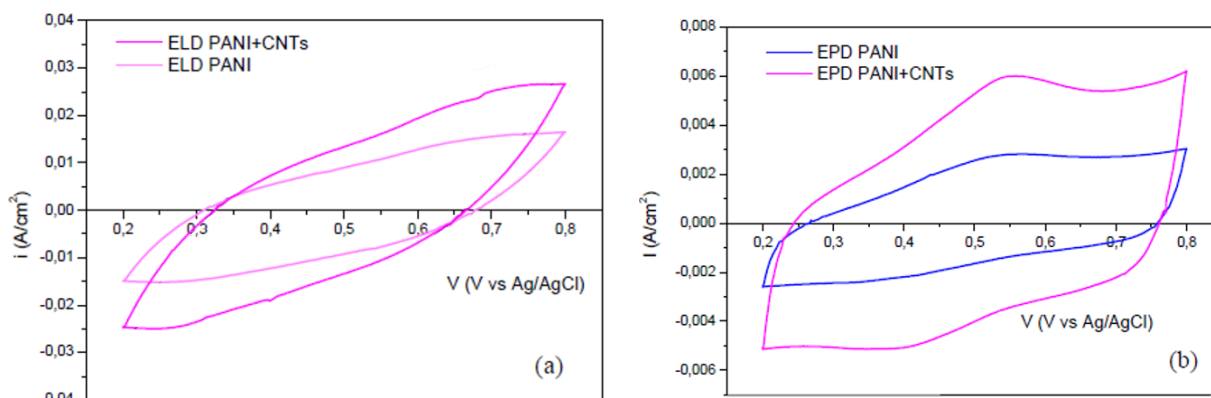 0,04
ELD PANI+CNTs
ELD PANI
0,03
0,02
0,01
0,00
0,2 0,3 0,4 0,5 0,6 0,7 0,8
-0,01
-0,02
-0,03
i (A/cm²)
V (V vs Ag/AgCl)
(a)
0,008
EPD PANI
EPD PANI+CNTs
0,006
0,004
0,002
0,000
0,2 0,3 0,4 0,5 0,6 0,7 0,8
-0,002
-0,004
-0,006
I (A/cm²)
V (V vs Ag/AgCl)
(b)